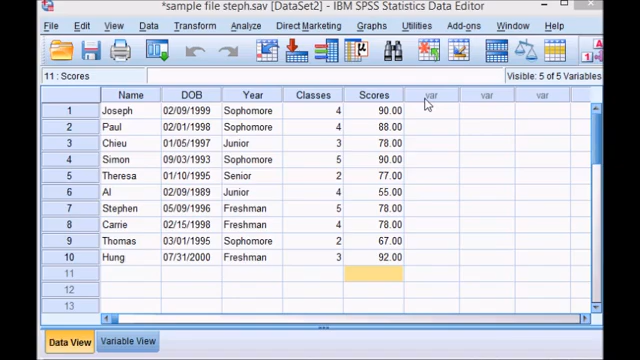 *sample file steph.sav [DataSet2] - IBM SPSS Statistics Data Editor
File Edit View Data Transform Analyze Direct Marketing Graphs Utilities Add-ons Window Help
11 : Scores Visible: 5 of 5 Variables
Name DOB Year Classes Scores var var var
1 Joseph 02/09/1999 Sophomore 4 90.00
2 Paul 02/01/1998 Sophomore 4 88.00
3 Chieu 01/05/1997 Junior 3 78.00
4 Simon 09/03/1993 Sophomore 5 90.00
5 Theresa 01/10/1995 Senior 2 77.00
6 Al 02/09/1989 Junior 4 55.00
7 Stephen 05/09/1996 Freshman 5 78.00
8 Carrie 02/15/1998 Freshman 4 78.00
9 Thomas 03/01/1995 Sophomore 2 67.00
10 Hung 07/31/2000 Freshman 3 92.00
11
12
13
Data View Variable View